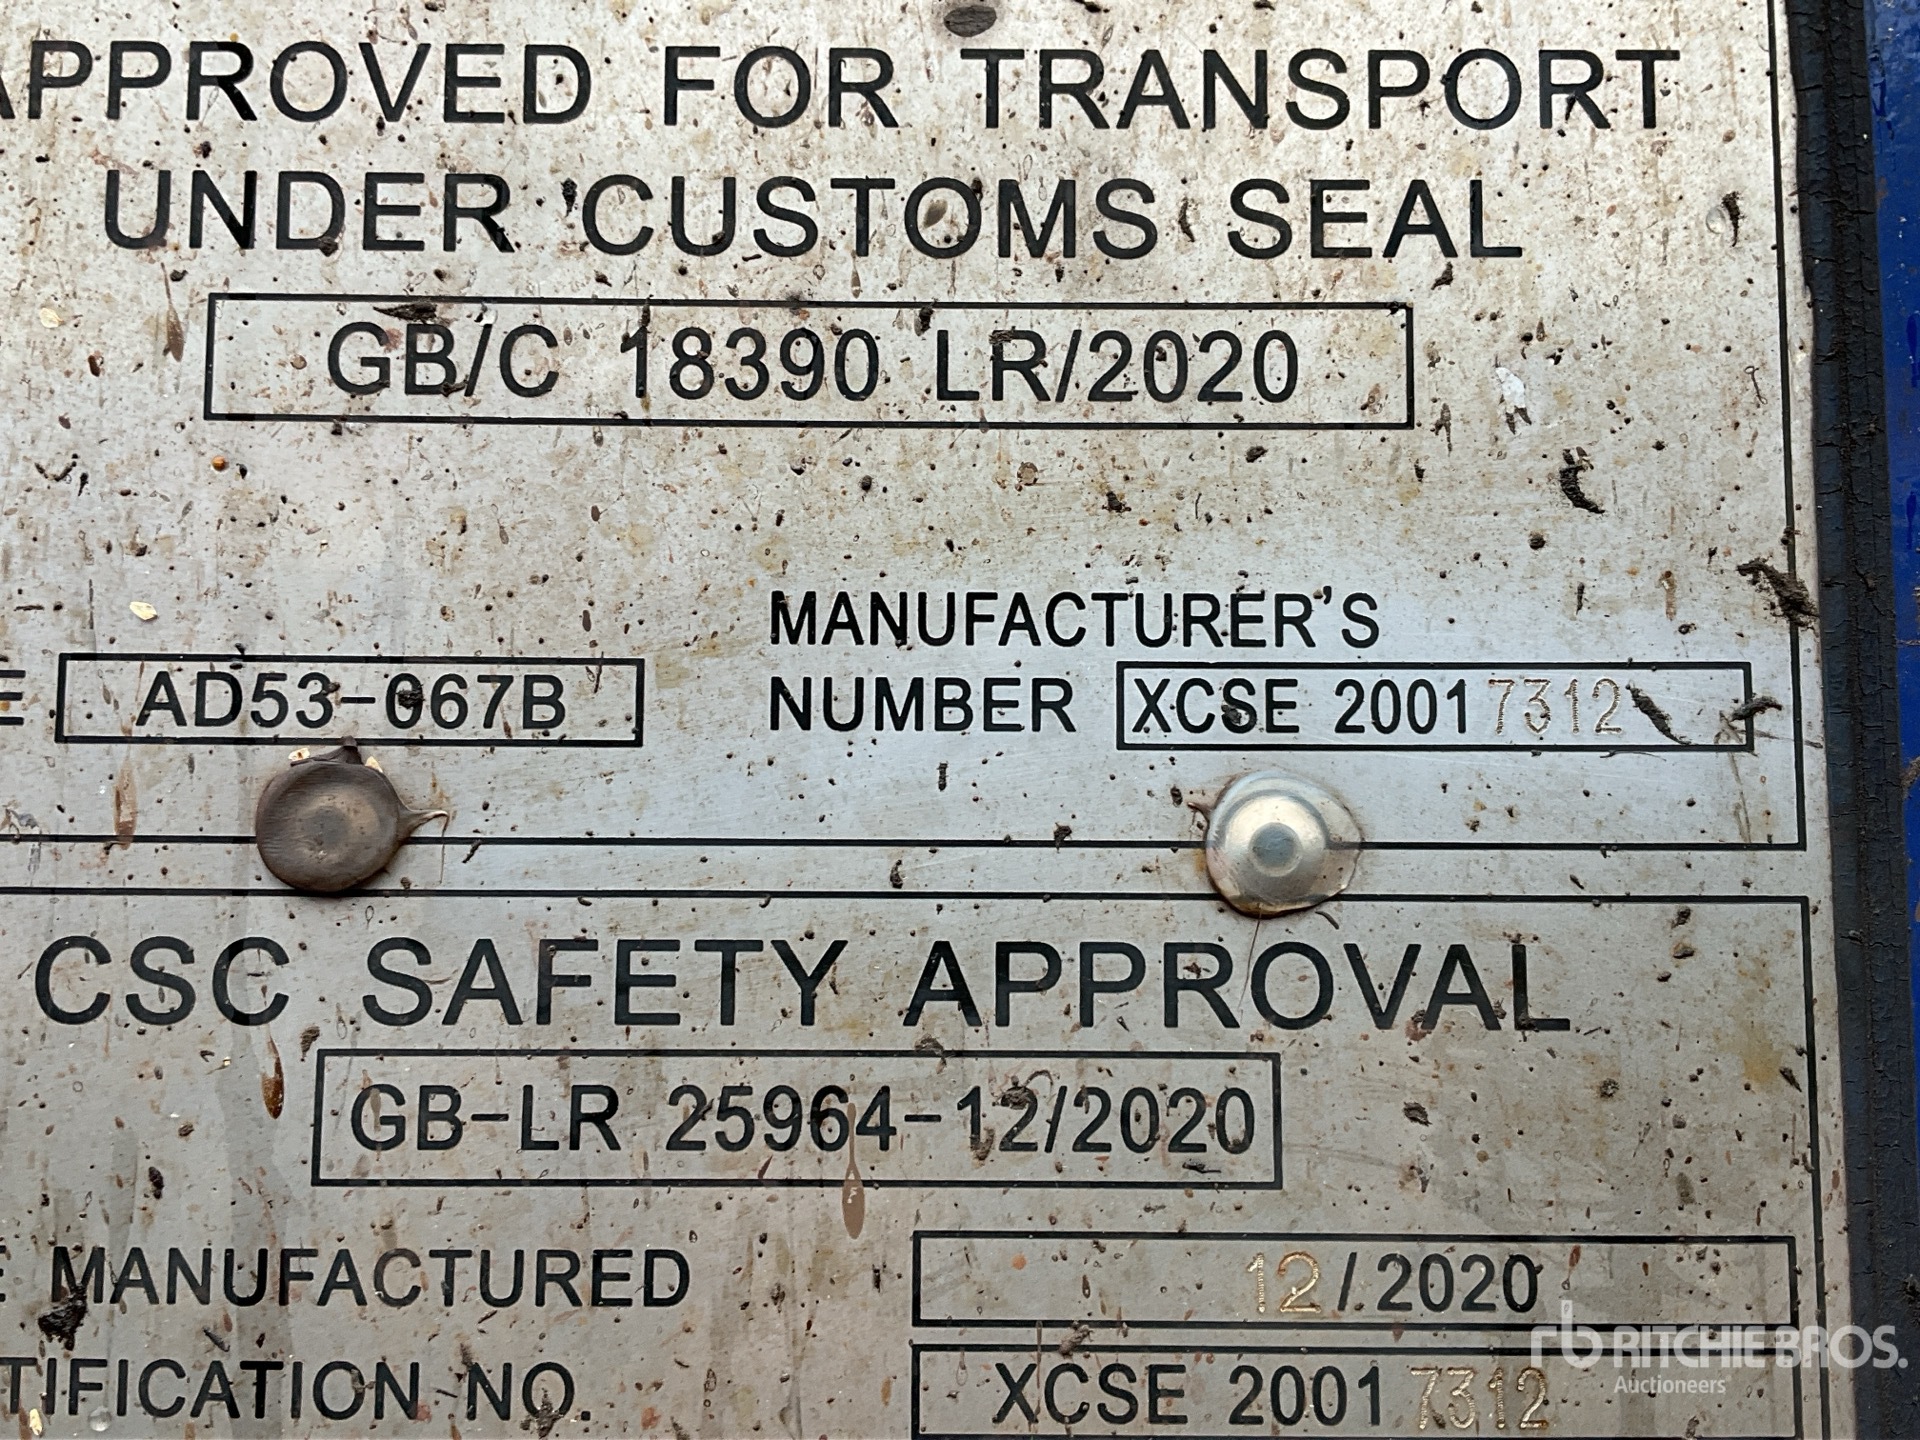 APPROVED FOR TRANSPORT
UNDER CUSTOMS SEAL
GB/C 18390 LR/2020
E AD53-067B
MANUFACTURER'S
NUMBER XCSE 20017312
CSC SAFETY APPROVAL
GB-LR 25964-12/2020
E MANUFACTURED 12/2020
TIFICATION NO. XCSE 20017312
rb RITCHIE BROS.
Auctioneers